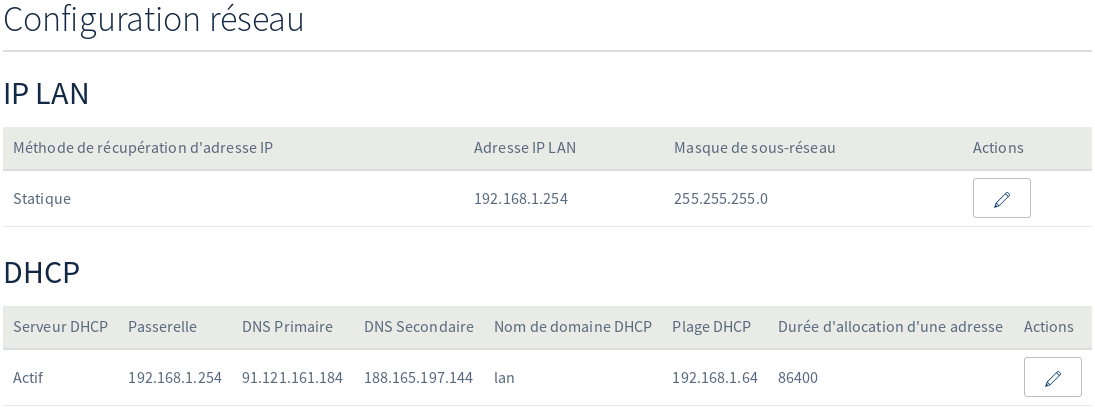 Configuration réseau
IP LAN
Méthode de récupération d'adresse IP Adresse IP LAN Masque de sous-réseau Actions
Statique 192.168.1.254 255.255.255.0
DHCP
Serveur DHCP Passerelle DNS Primaire DNS Secondaire Nom de domaine DHCP Plage DHCP Durée d'allocation d'une adresse Actions
Actif 192.168.1.254 91.121.161.184 188.165.197.144 lan 192.168.1.64 86400